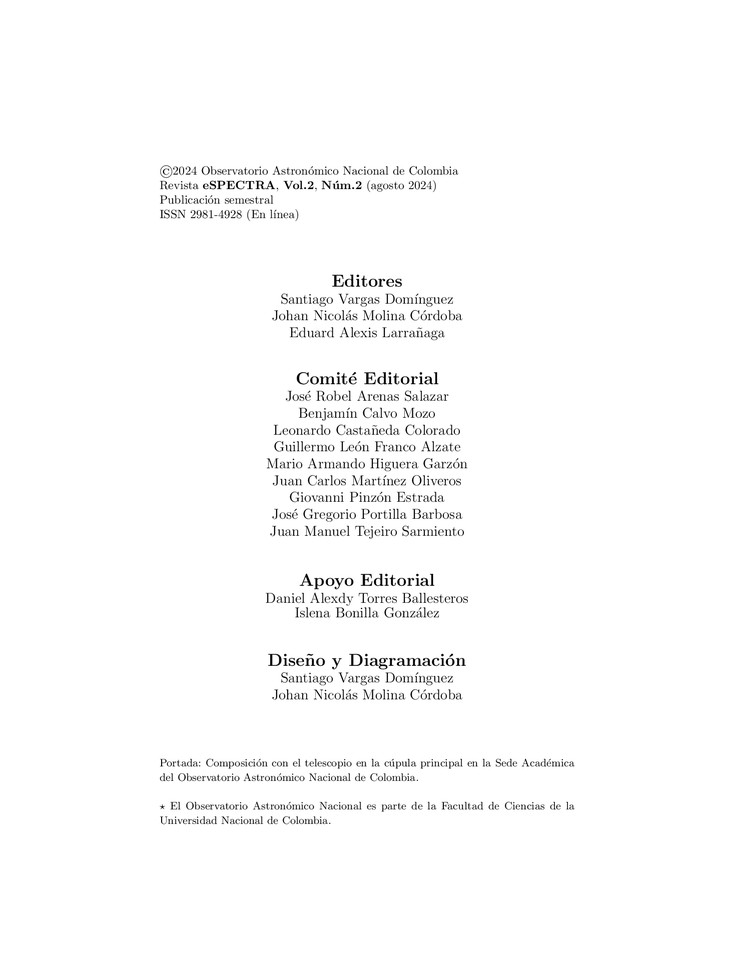 ©2024 Observatorio Astronómico Nacional de Colombia
Revista eSPECTRA, Vol.2, Núm.2 (agosto 2024)
Publicación semestral
ISSN 2981-4928 (En línea)
Editores
Santiago Vargas Domínguez
Johan Nicolás Molina Córdoba
Eduard Alexis Larrañaga
Comité Editorial
José Robel Arenas Salazar
Benjamín Calvo Mozo
Leonardo Castañeda Colorado
Guillermo León Franco Alzate
Mario Armando Higuera Garzón
Juan Carlos Martínez Oliveros
Giovanni Pinzón Estrada
José Gregorio Portilla Barbosa
Juan Manuel Tejeiro Sarmiento
Apoyo Editorial
Daniel Alexdy Torres Ballesteros
Islena Bonilla González
Diseño y Diagramación
Santiago Vargas Domínguez
Johan Nicolás Molina Córdoba
Portada: Composición con el telescopio en la cúpula principal en la Sede Académica
del Observatorio Astronómico Nacional de Colombia.
⋆ El Observatorio Astronómico Nacional es parte de la Facultad de Ciencias de la
Universidad Nacional de Colombia.